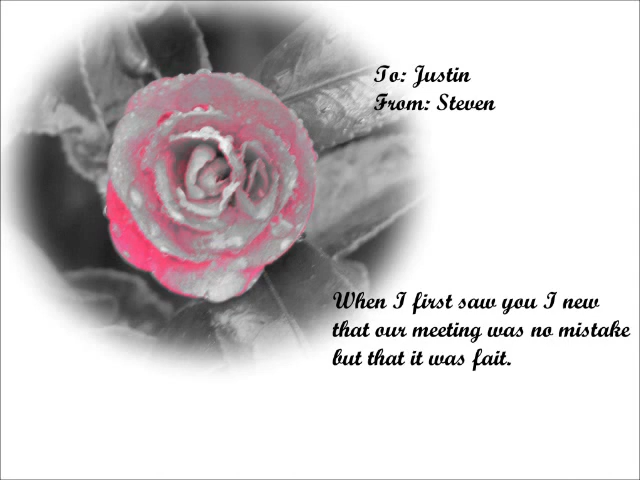 To: Justin
From: Steven
When I first saw you I new
that our meeting was no mistake
but that it was fait.